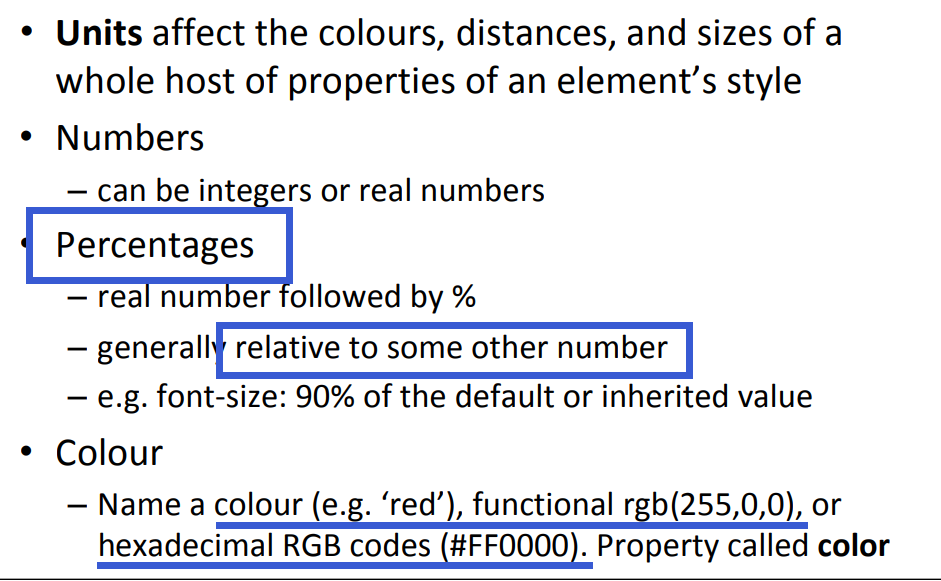 • Units affect the colours, distances, and sizes of a
whole host of properties of an element’s style
• Numbers
– can be integers or real numbers
• Percentages
– real number followed by %
– generally relative to some other number
– e.g. font-size: 90% of the default or inherited value
• Colour
– Name a colour (e.g. ‘red’), functional rgb(255,0,0), or
hexadecimal RGB codes (#FF0000). Property called color